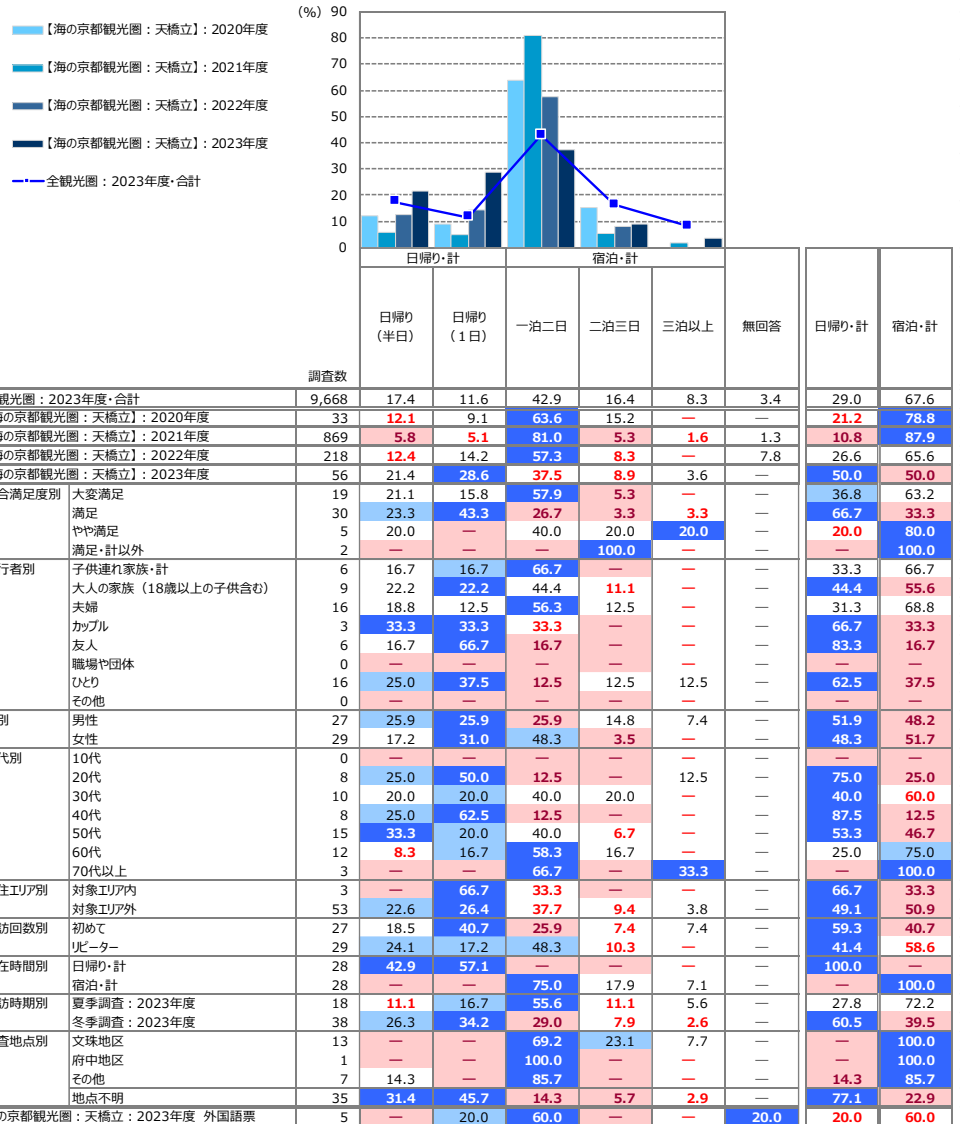 (%)
90
80
70
60
50
40
30
20
10
0
【海の京都観光圏：天橋立】：2020年度
【海の京都観光圏：天橋立】：2021年度
【海の京都観光圏：天橋立】：2022年度
【海の京都観光圏：天橋立】：2023年度
全観光圏：2023年度・合計
日帰り・計 宿泊・計
調査数 日帰り（半日） 日帰り（１日） 一泊二日 二泊三日 三泊以上 無回答 日帰り・計 宿泊・計
観光圏：2023年度・合計 9,668 17.4 11.6 42.9 16.4 8.3 3.4 29.0 67.6
海の京都観光圏：天橋立】：2020年度 33 12.1 9.1 63.6 15.2 — — 21.2 78.8
海の京都観光圏：天橋立】：2021年度 869 5.8 5.1 81.0 5.3 1.6 1.3 10.8 87.9
海の京都観光圏：天橋立】：2022年度 218 12.4 14.2 57.3 8.3 — 7.8 26.6 65.6
海の京都観光圏：天橋立】：2023年度 56 21.4 28.6 37.5 8.9 3.6 — 50.0 50.0
合満足度別 大変満足 19 21.1 15.8 57.9 5.3 — — 36.8 63.2
満足 30 23.3 43.3 26.7 3.3 3.3 — 66.7 33.3
やや満足 5 20.0 — 40.0 20.0 20.0 — 20.0 80.0
満足・計以外 2 — — — 100.0 — — — 100.0
行者別 子供連れ家族・計 6 16.7 16.7 66.7 — — — 33.3 66.7
大人の家族（18歳以上の子供含む） 9 22.2 22.2 44.4 11.1 — — 44.4 55.6
夫婦 16 18.8 12.5 56.3 12.5 — — 31.3 68.8
カップル 3 33.3 33.3 33.3 — — — 66.7 33.3
友人 6 16.7 66.7 16.7 — — — 83.3 16.7
職場や団体 0 — — — — — — — —
ひとり 16 25.0 37.5 12.5 12.5 12.5 — 62.5 37.5
その他 0 — — — — — — — —
別 男性 27 25.9 25.9 25.9 14.8 7.4 — 51.9 48.2
女性 29 17.2 31.0 48.3 3.5 — — 48.3 51.7
代別 10代 0 — — — — — — — —
20代 8 25.0 50.0 12.5 — 12.5 — 75.0 25.0
30代 10 20.0 20.0 40.0 20.0 — — 40.0 60.0
40代 8 25.0 62.5 12.5 — — — 87.5 12.5
50代 15 33.3 20.0 40.0 6.7 — — 53.3 46.7
60代 12 8.3 16.7 58.3 16.7 — — 25.0 75.0
70代以上 3 — — 66.7 — 33.3 — — 100.0
住エリア別 対象エリア内 3 — 66.7 33.3 — — — 66.7 33.3
対象エリア外 53 22.6 26.4 37.7 9.4 3.8 — 49.1 50.9
訪回数別 初めて 27 18.5 40.7 25.9 7.4 7.4 — 59.3 40.7
リピーター 29 24.1 17.2 48.3 10.3 — — 41.4 58.6
在時間別 日帰り・計 28 42.9 57.1 — — — — 100.0 —
宿泊・計 28 — — 75.0 17.9 7.1 — — 100.0
訪時期別 夏季調査：2023年度 18 11.1 16.7 55.6 11.1 5.6 — 27.8 72.2
冬季調査：2023年度 38 26.3 34.2 29.0 7.9 2.6 — 60.5 39.5
査地点別 文珠地区 13 — — 69.2 23.1 7.7 — — 100.0
府中地区 1 — — 100.0 — — — — 100.0
その他 7 14.3 — 85.7 — — — 14.3 85.7
地点不明 35 31.4 45.7 14.3 5.7 2.9 — 77.1 22.9
の京都観光圏：天橋立：2023年度 外国語票 5 — 20.0 60.0 — — 20.0 20.0 60.0